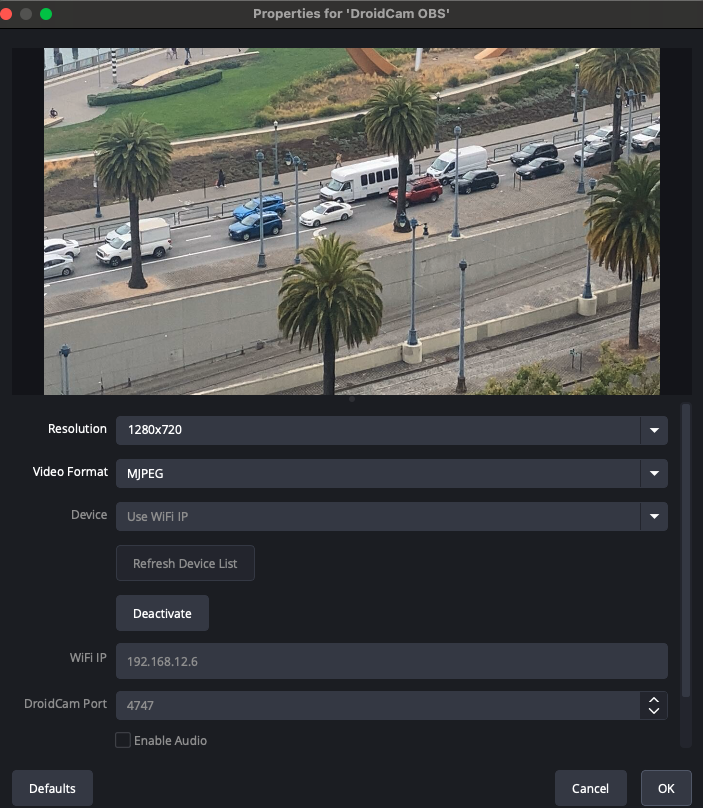 Properties for 'DroidCam OBS'
Resolution
1280x720
Video Format
MJPEG
Device
Use WiFi IP
Refresh Device List
Deactivate
WiFi IP
192.168.12.6
DroidCam Port
4747
Enable Audio
Defaults
Cancel
OK